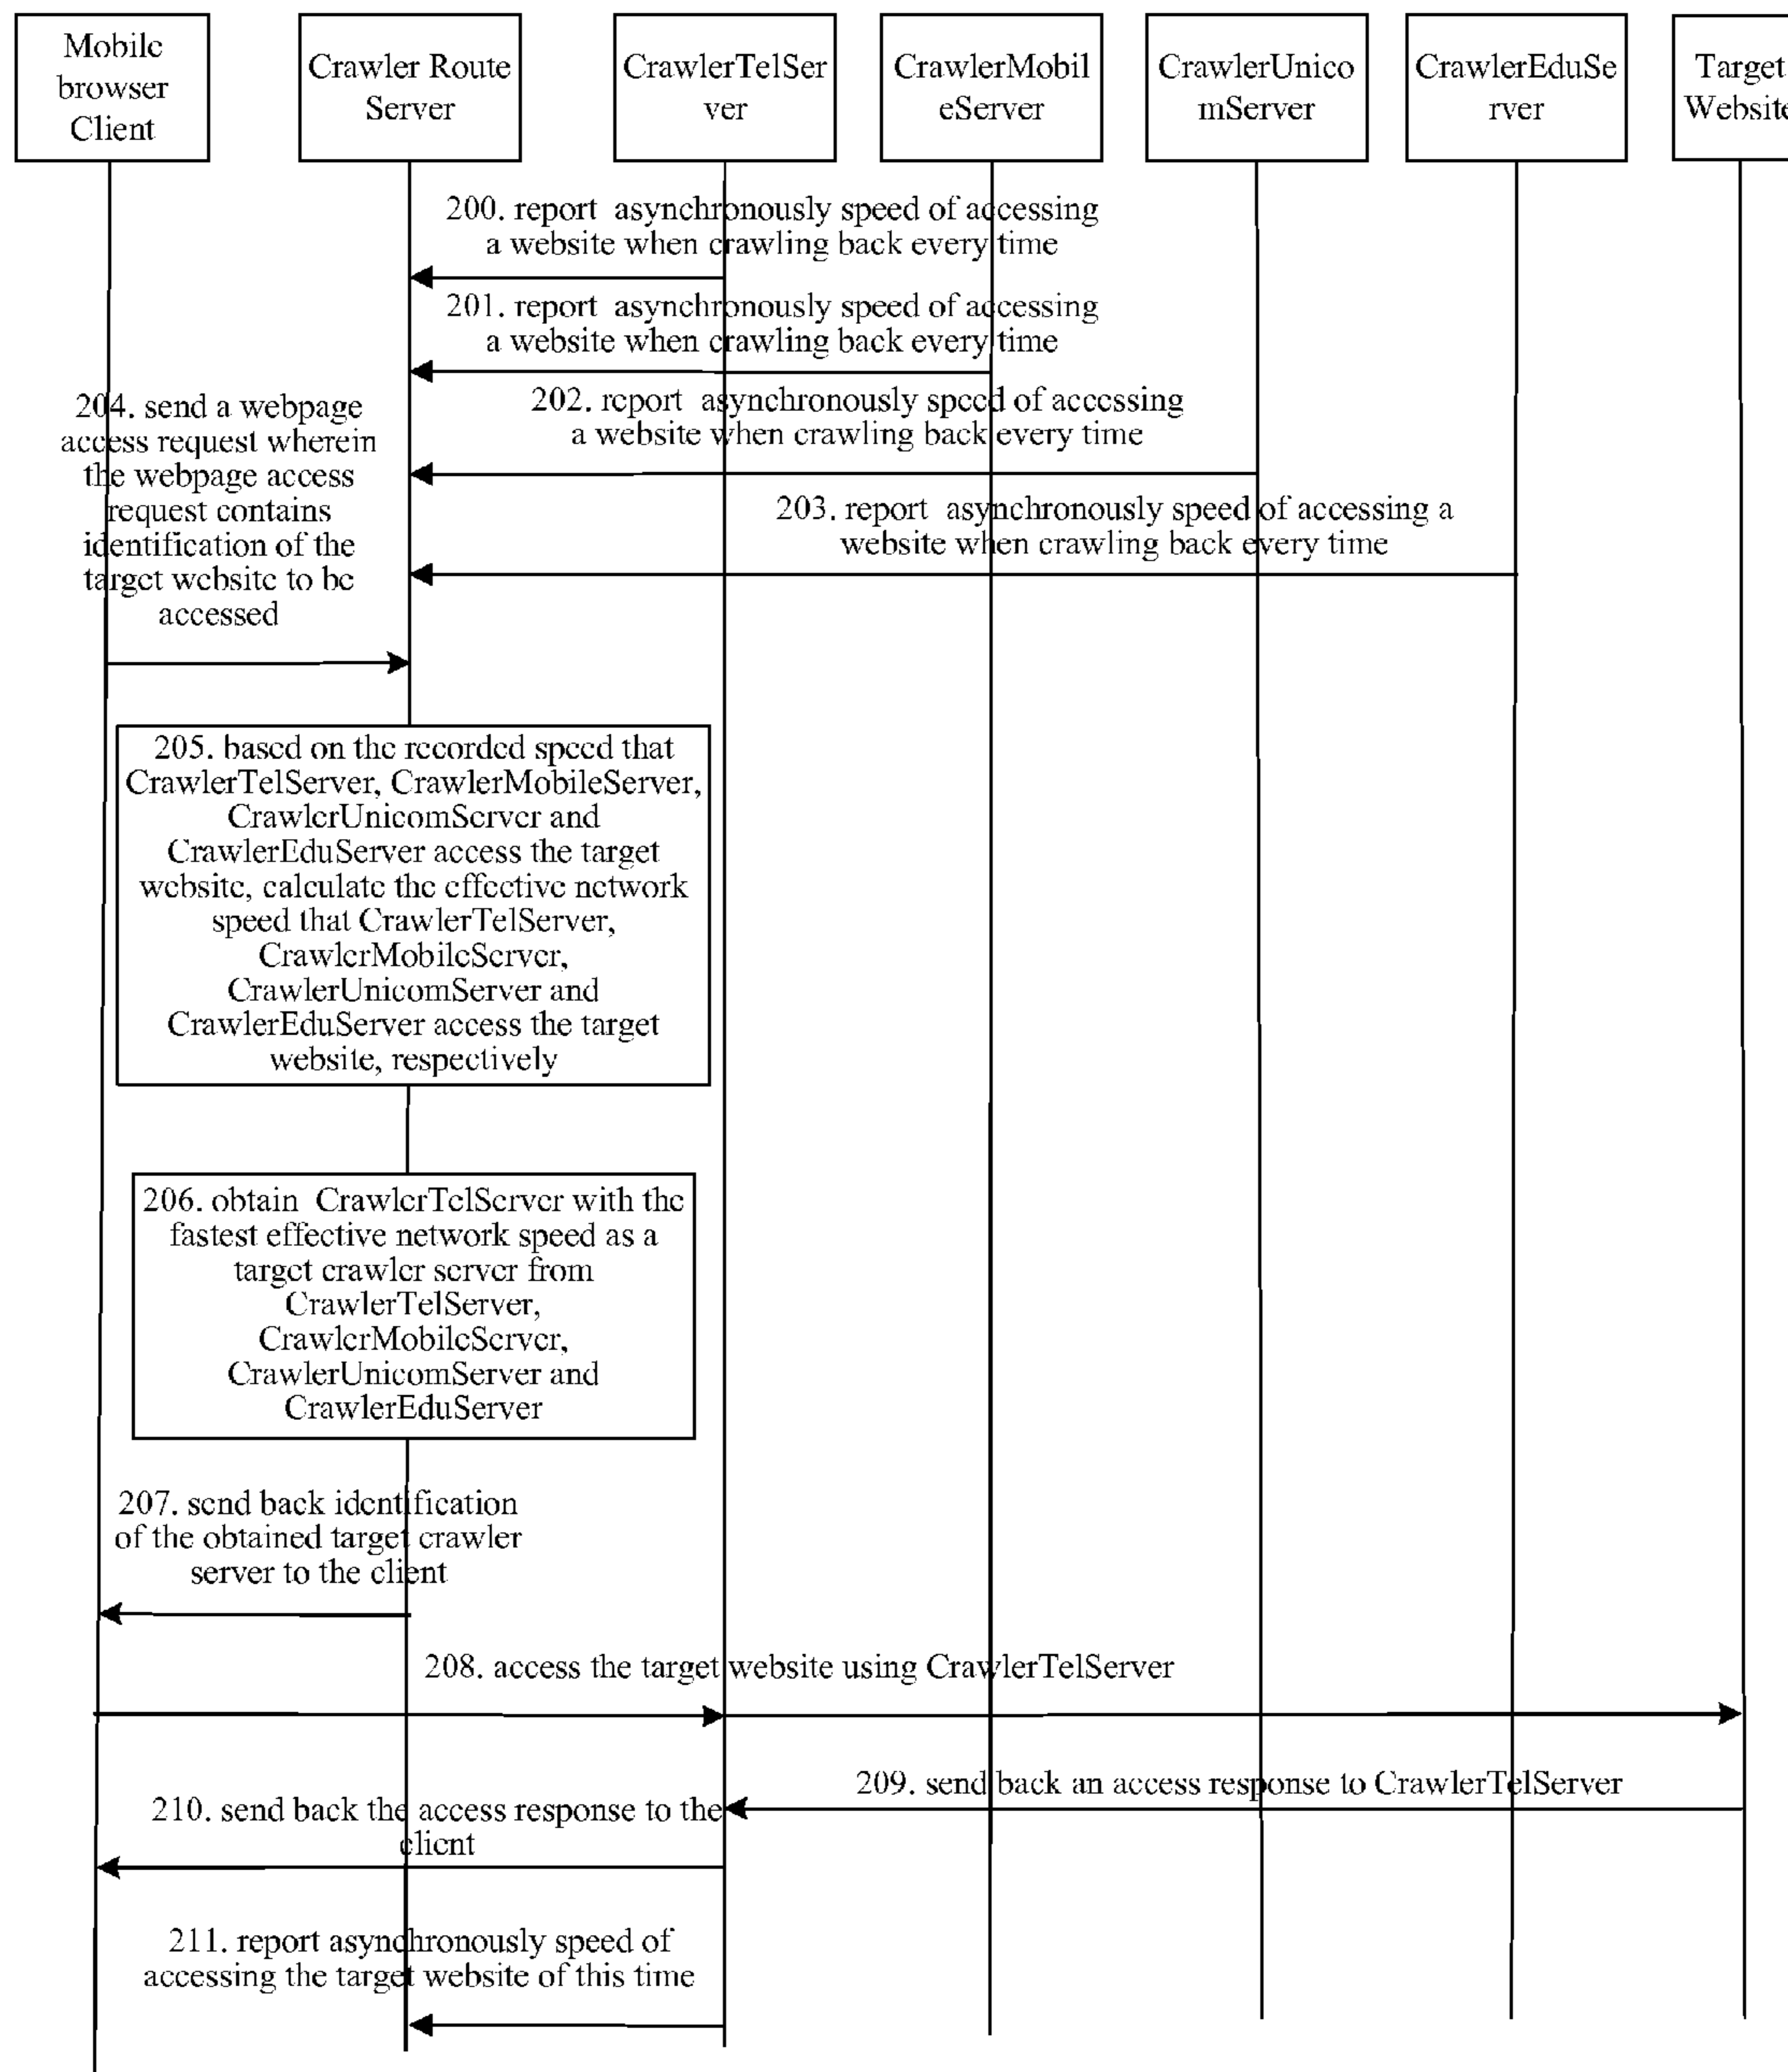 Mobile
browser
Client
Crawler Route
Server
CrawlerTelSer
ver
CrawlerMobil
eServer
CrawlerUnico
mServer
CrawlerEduSe
rver
Target
Website
200. report asynchronously speed of accessing
a website when crawling back every time
201. report asynchronously speed of accessing
a website when crawling back every time
202. report asynchronously speed of accessing
a website when crawling back every time
203. report asynchronously speed of accessing a
website when crawling back every time
204. send a webpage
access request wherein
the webpage access
request contains
identification of the
target website to be
accessed
205. based on the recorded speed that
CrawlerTelServer, CrawlerMobileServer,
CrawlerUnicomServer and
CrawlerEduServer access the target
website, calculate the effective network
speed that CrawlerTelServer,
CrawlerMobileServer,
CrawlerUnicomServer and
CrawlerEduServer access the target
website, respectively
206. obtain CrawlerTelServer with the
fastest effective network speed as a
target crawler server from
CrawlerTelServer,
CrawlerMobileServer,
CrawlerUnicomServer and
CrawlerEduServer
207. send back identification
of the obtained target crawler
server to the client
208. access the target website using CrawlerTelServer
209. send back an access response to CrawlerTelServer
210. send back the access response to the
client
211. report asynchronously speed of
accessing the target website of this time